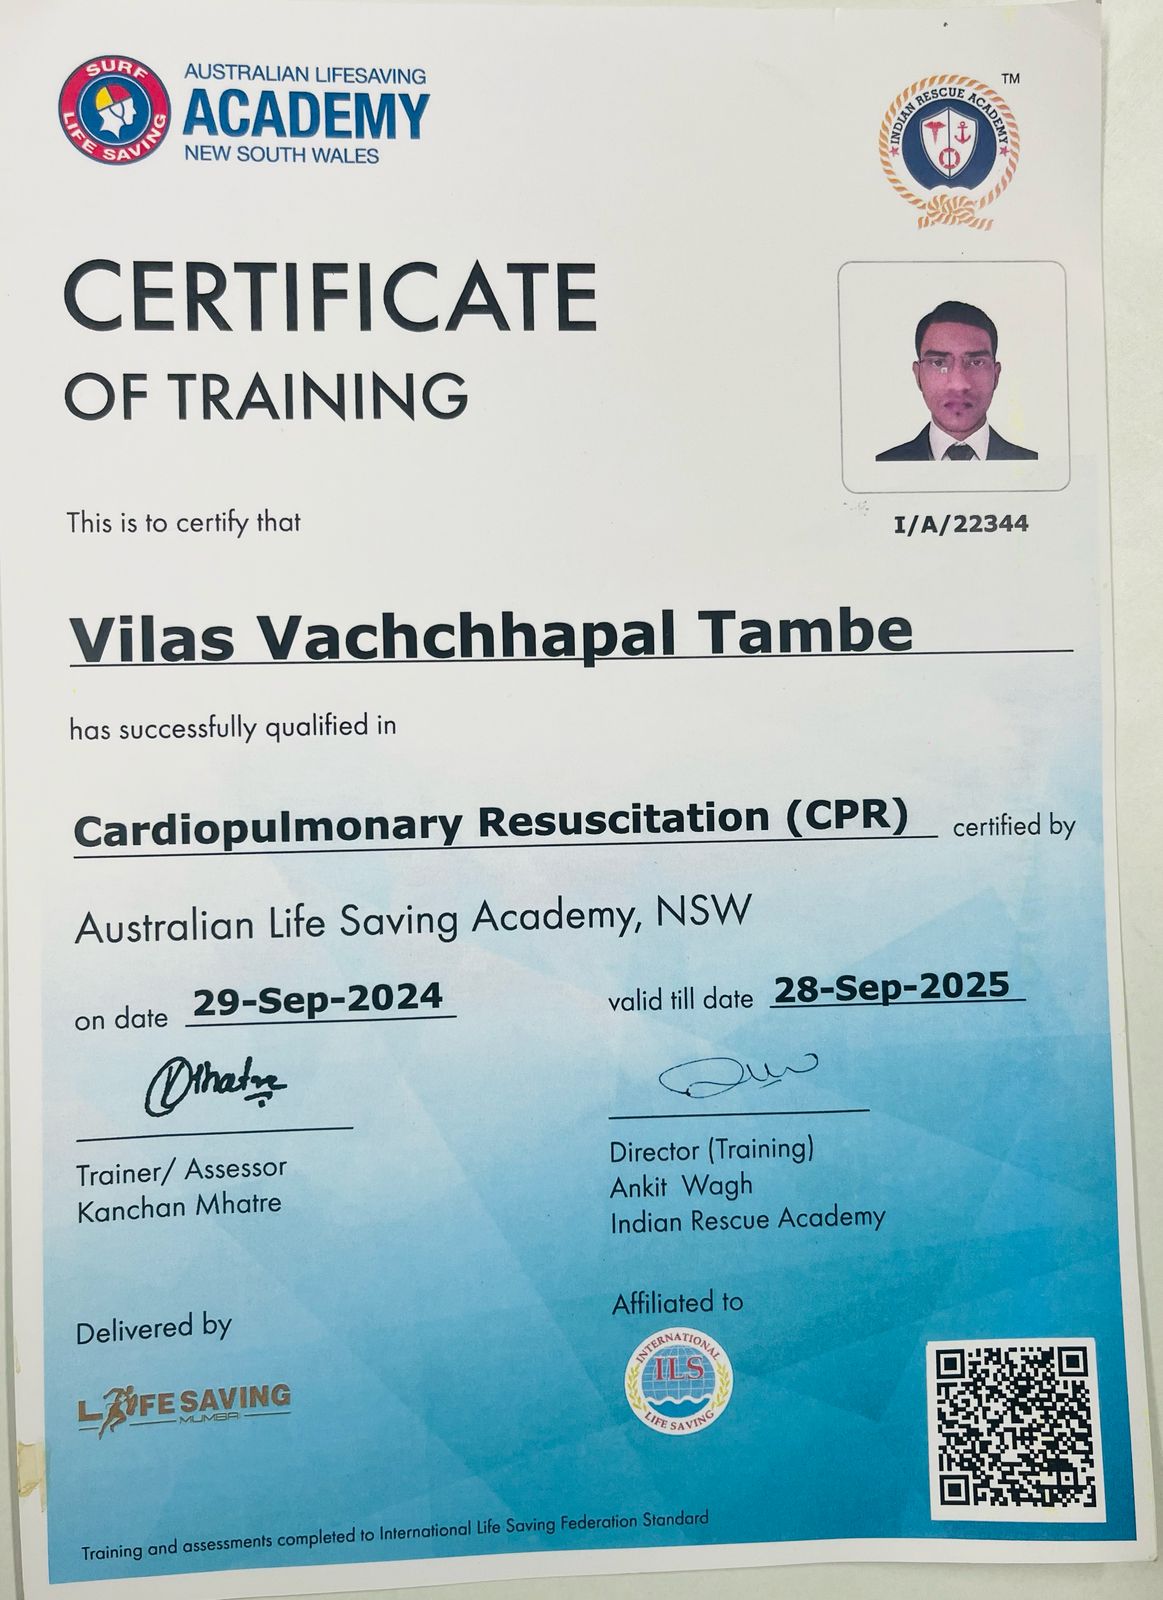 SURF LIFE SAVING
AUSTRALIAN LIFESAVING
ACADEMY
NEW SOUTH WALES
INDIAN RESCUE ACADEMY
TM
CERTIFICATE
OF TRAINING
I/A/22344
This is to certify that
Vilas Vachchhapal Tambe
has successfully qualified in
Cardiopulmonary Resuscitation (CPR) certified by
Australian Life Saving Academy, NSW
on date 29-Sep-2024 valid till date 28-Sep-2025
Trainer/ Assessor
Kanchan Mhatre
Director (Training)
Ankit Wagh
Indian Rescue Academy
Delivered by
LIFE SAVING
MUMBAI
Affiliated to
INTERNATIONAL
ILS
LIFE SAVING
Training and assessments completed to International Life Saving Federation Standard